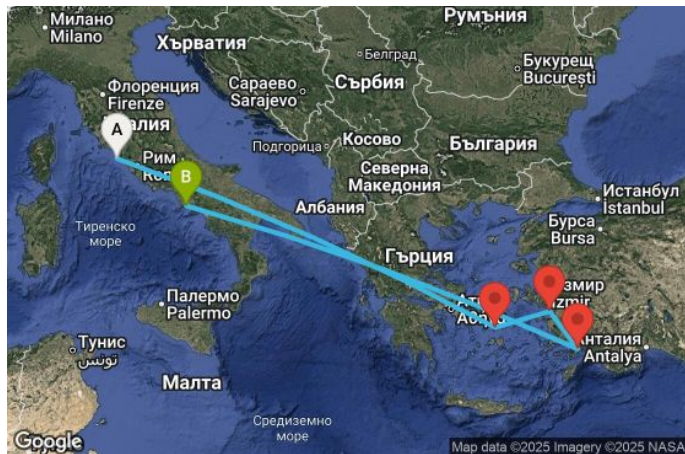 Милано
Milano
Румъния
Хърватия
Белград
Букурещ
București
Флоренция
Firenze
Сараево
Sarajevo
Сърбия
A
Подгорица
Косово
България
Рим
B
Северна
Македония
Истанбул
İstanbul
Албания
Бурса
Bursa
Тиренско
море
Гърция
Izmir
Палермо
Palermo
Анталия
Antalya
Тунис
تونس
Малта
Средиземно
море
Google
Map data ©2025 Imagery ©2025 NASA